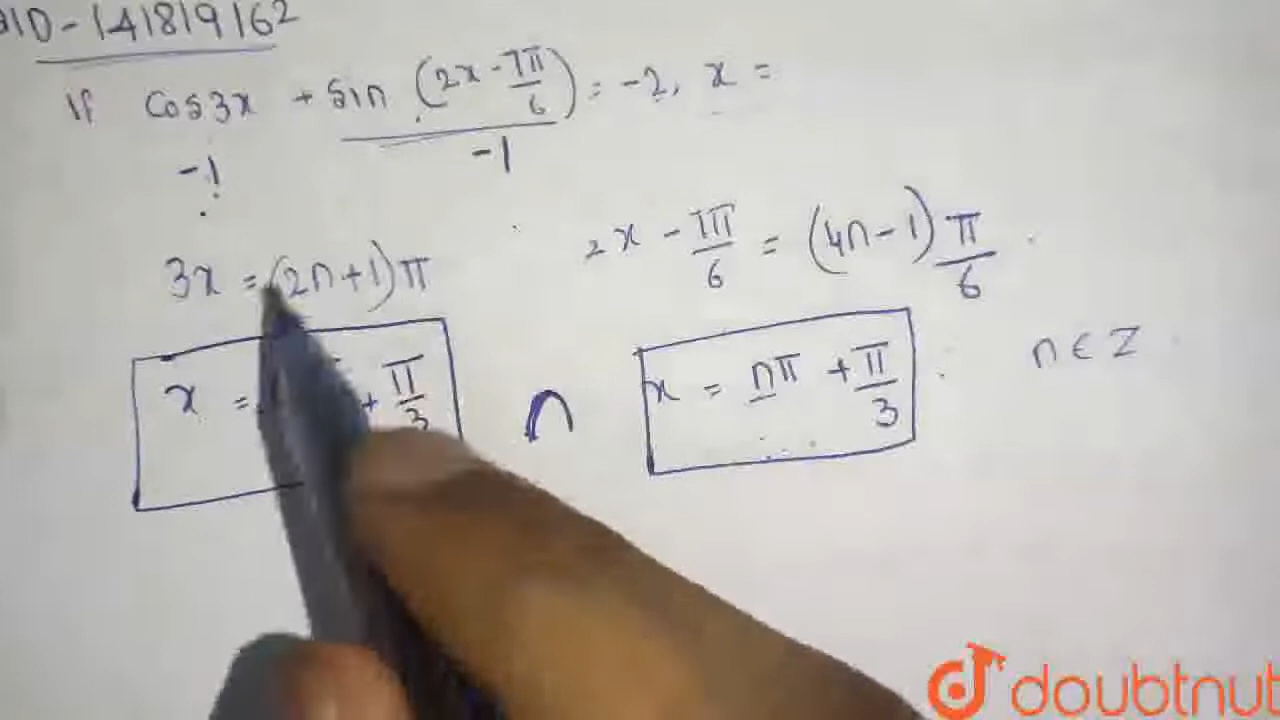 ID-141819162
If cos3x + sin (2x - 7π/6) = -2, x =
-1 -1
3x = (2n+1)π 2x - 7π/6 = (4n-1) π/6
x = + π/3 ∩ x = nπ + π/3 n ∈ Z
doubtnut